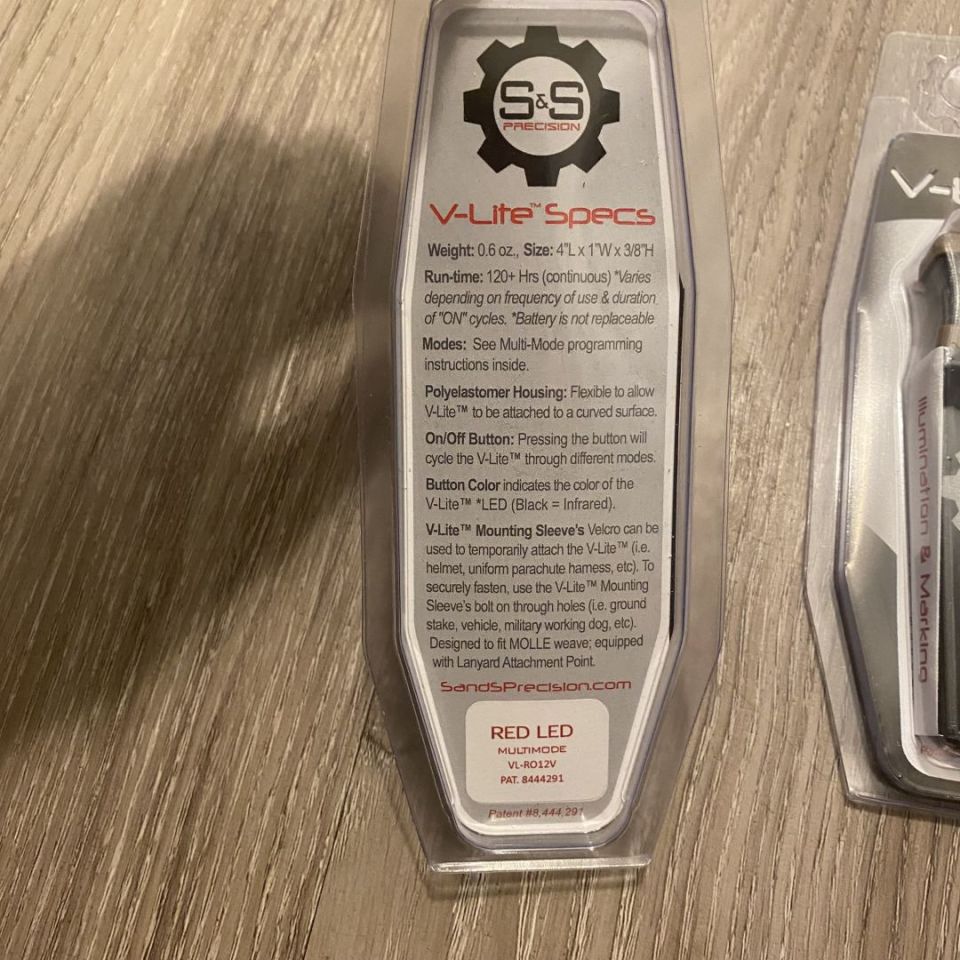 S&S
PRECISION
V-Lite™ Specs
Weight: 0.6 oz., Size: 4"L x 1"W x 3/8"H
Run-time: 120+ Hrs (continuous) *Varies
depending on frequency of use & duration
of "ON" cycles. *Battery is not replaceable
Modes: See Multi-Mode programming
instructions inside.
Polyelastomer Housing: Flexible to allow
V-Lite™ to be attached to a curved surface.
On/Off Button: Pressing the button will
cycle the V-Lite™ through different modes.
Button Color indicates the color of the
V-Lite™ *LED (Black = Infrared).
V-Lite™ Mounting Sleeve's Velcro can be
used to temporarily attach the V-Lite™ (i.e.
helmet, uniform parachute harness, etc). To
securely fasten, use the V-Lite™ Mounting
Sleeve's bolt on through holes (i.e. ground
stake, vehicle, military working dog, etc).
Designed to fit MOLLE weave; equipped
with Lanyard Attachment Point.
SandSPrecision.com
RED LED
MULTIMODE
VL-RO12V
PAT. 8444291
Patent #8,444,291
V-
Illumination & Marking